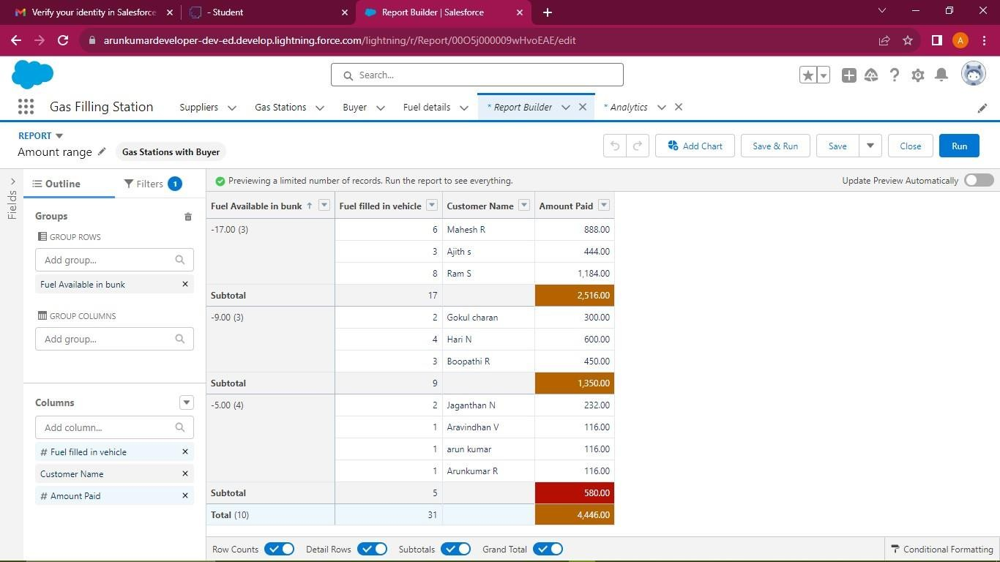 Verify your identity in Salesforce
- Student
Report Builder | Salesforce
arunkumardeveloper-dev-ed.develop.lightning.force.com/lightning/r/Report/00O5j000009wHvoEAE/edit
A
Search...
Gas Filling Station
Suppliers
Gas Stations
Buyer
Fuel details
* Report Builder
* Analytics
REPORT
Amount range
Gas Stations with Buyer
Add Chart
Save & Run
Save
Close
Run
Fields
Outline
Filters
1
Previewing a limited number of records. Run the report to see everything.
Update Preview Automatically
Groups
GROUP ROWS
Add group...
Fuel Available in bunk
GROUP COLUMNS
Add group...
Columns
Add column...
# Fuel filled in vehicle
Customer Name
# Amount Paid
Fuel Available in bunk ↑ Fuel filled in vehicle Customer Name Amount Paid
-17.00 (3) 6 Mahesh R 888.00
3 Ajith s 444.00
8 Ram S 1,184.00
Subtotal 17 2,516.00
-9.00 (3) 2 Gokul charan 300.00
4 Hari N 600.00
3 Boopathi R 450.00
Subtotal 9 1,350.00
-5.00 (4) 2 Jaganthan N 232.00
1 Aravindhan V 116.00
1 arun kumar 116.00
1 Arunkumar R 116.00
Subtotal 5 580.00
Total (10) 31 4,446.00
Row Counts
Detail Rows
Subtotals
Grand Total
Conditional Formatting